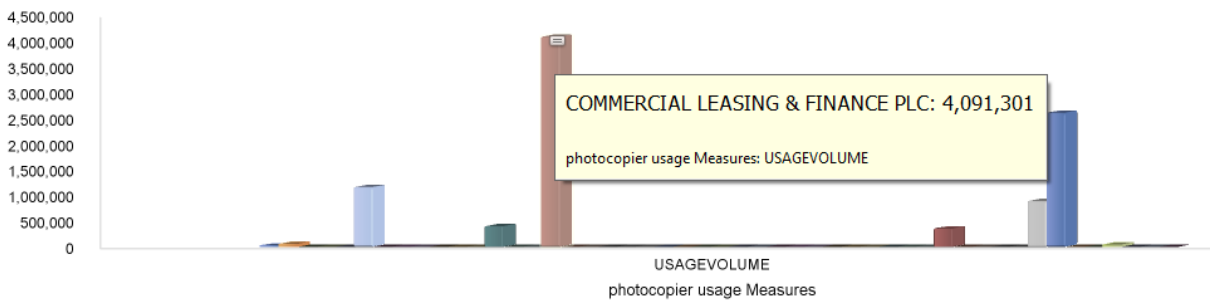 4,500,000
4,000,000
3,500,000
3,000,000
2,500,000
2,000,000
1,500,000
1,000,000
500,000
0
COMMERCIAL LEASING & FINANCE PLC: 4,091,301
photocopier usage Measures: USAGEVOLUME
USAGEVOLUME
photocopier usage Measures